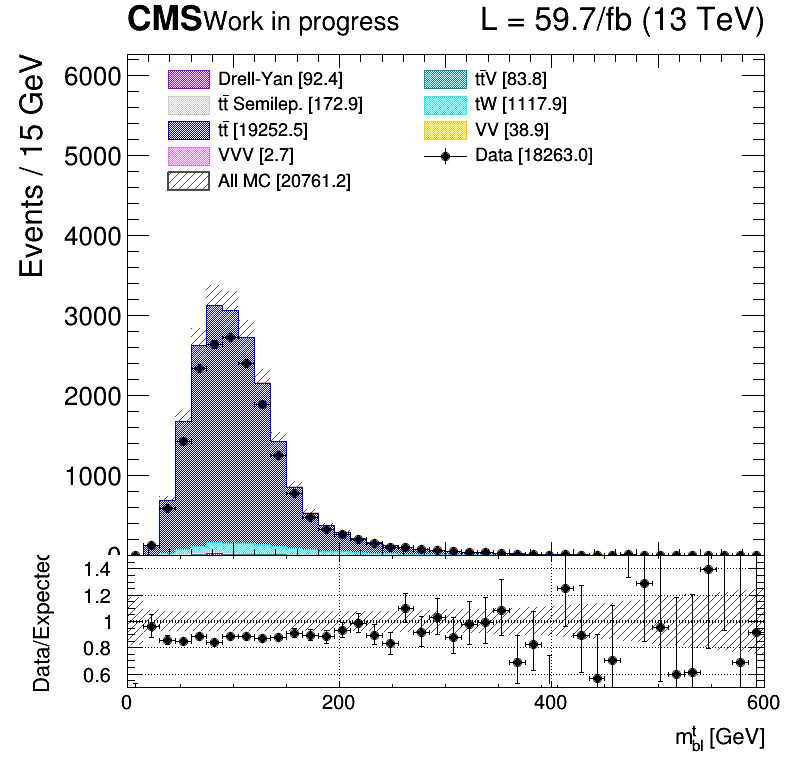 CMS Work in progress L = 59.7/fb (13 TeV)
Events / 15 GeV
6000
5000
4000
3000
2000
1000
0
Drell-Yan [92.4] tt̄V [83.8]
tt̄ Semilep. [172.9] tW [1117.9]
tt̄ [19252.5] VV [38.9]
VVV [2.7] Data [18263.0]
All MC [20761.2]
Data/Expected
1.4
1.2
1
0.8
0.6
0 200 400 600
m^t_bl [GeV]